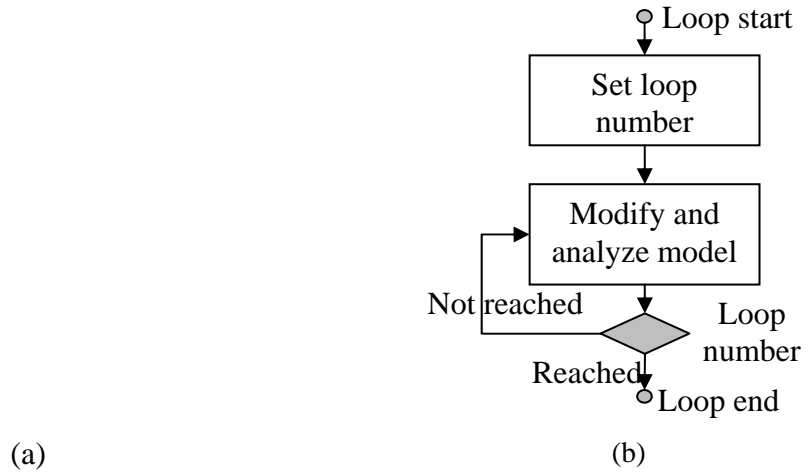 Loop start
Set loop
number
Modify and
analyze model
Not reached
Loop
number
Reached
Loop end
(a)
(b)